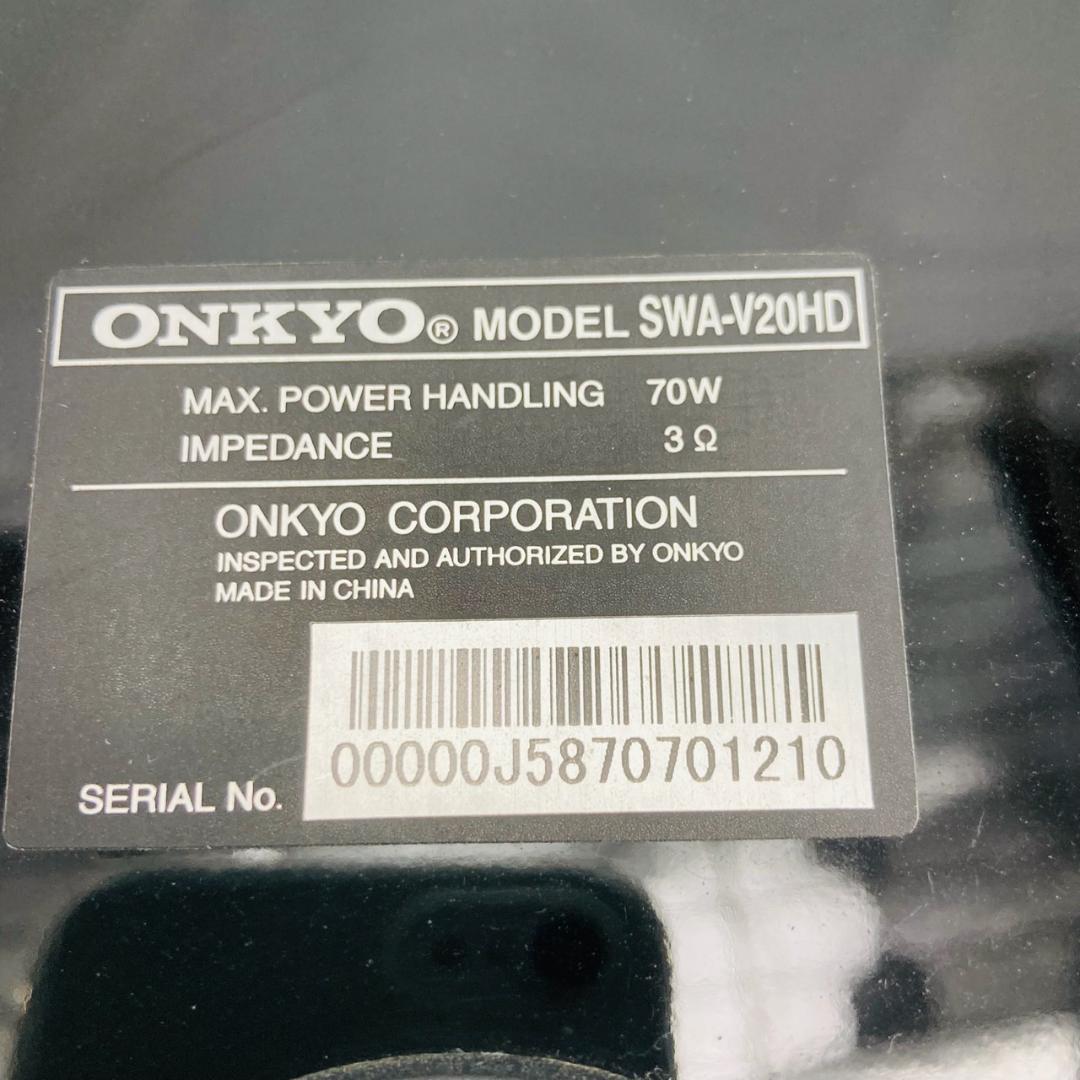 ONKYO® MODEL SWA-V20HD
MAX. POWER HANDLING 70W
IMPEDANCE 3 Ω
ONKYO CORPORATION
INSPECTED AND AUTHORIZED BY ONKYO
MADE IN CHINA
00000J5870701210
SERIAL No.